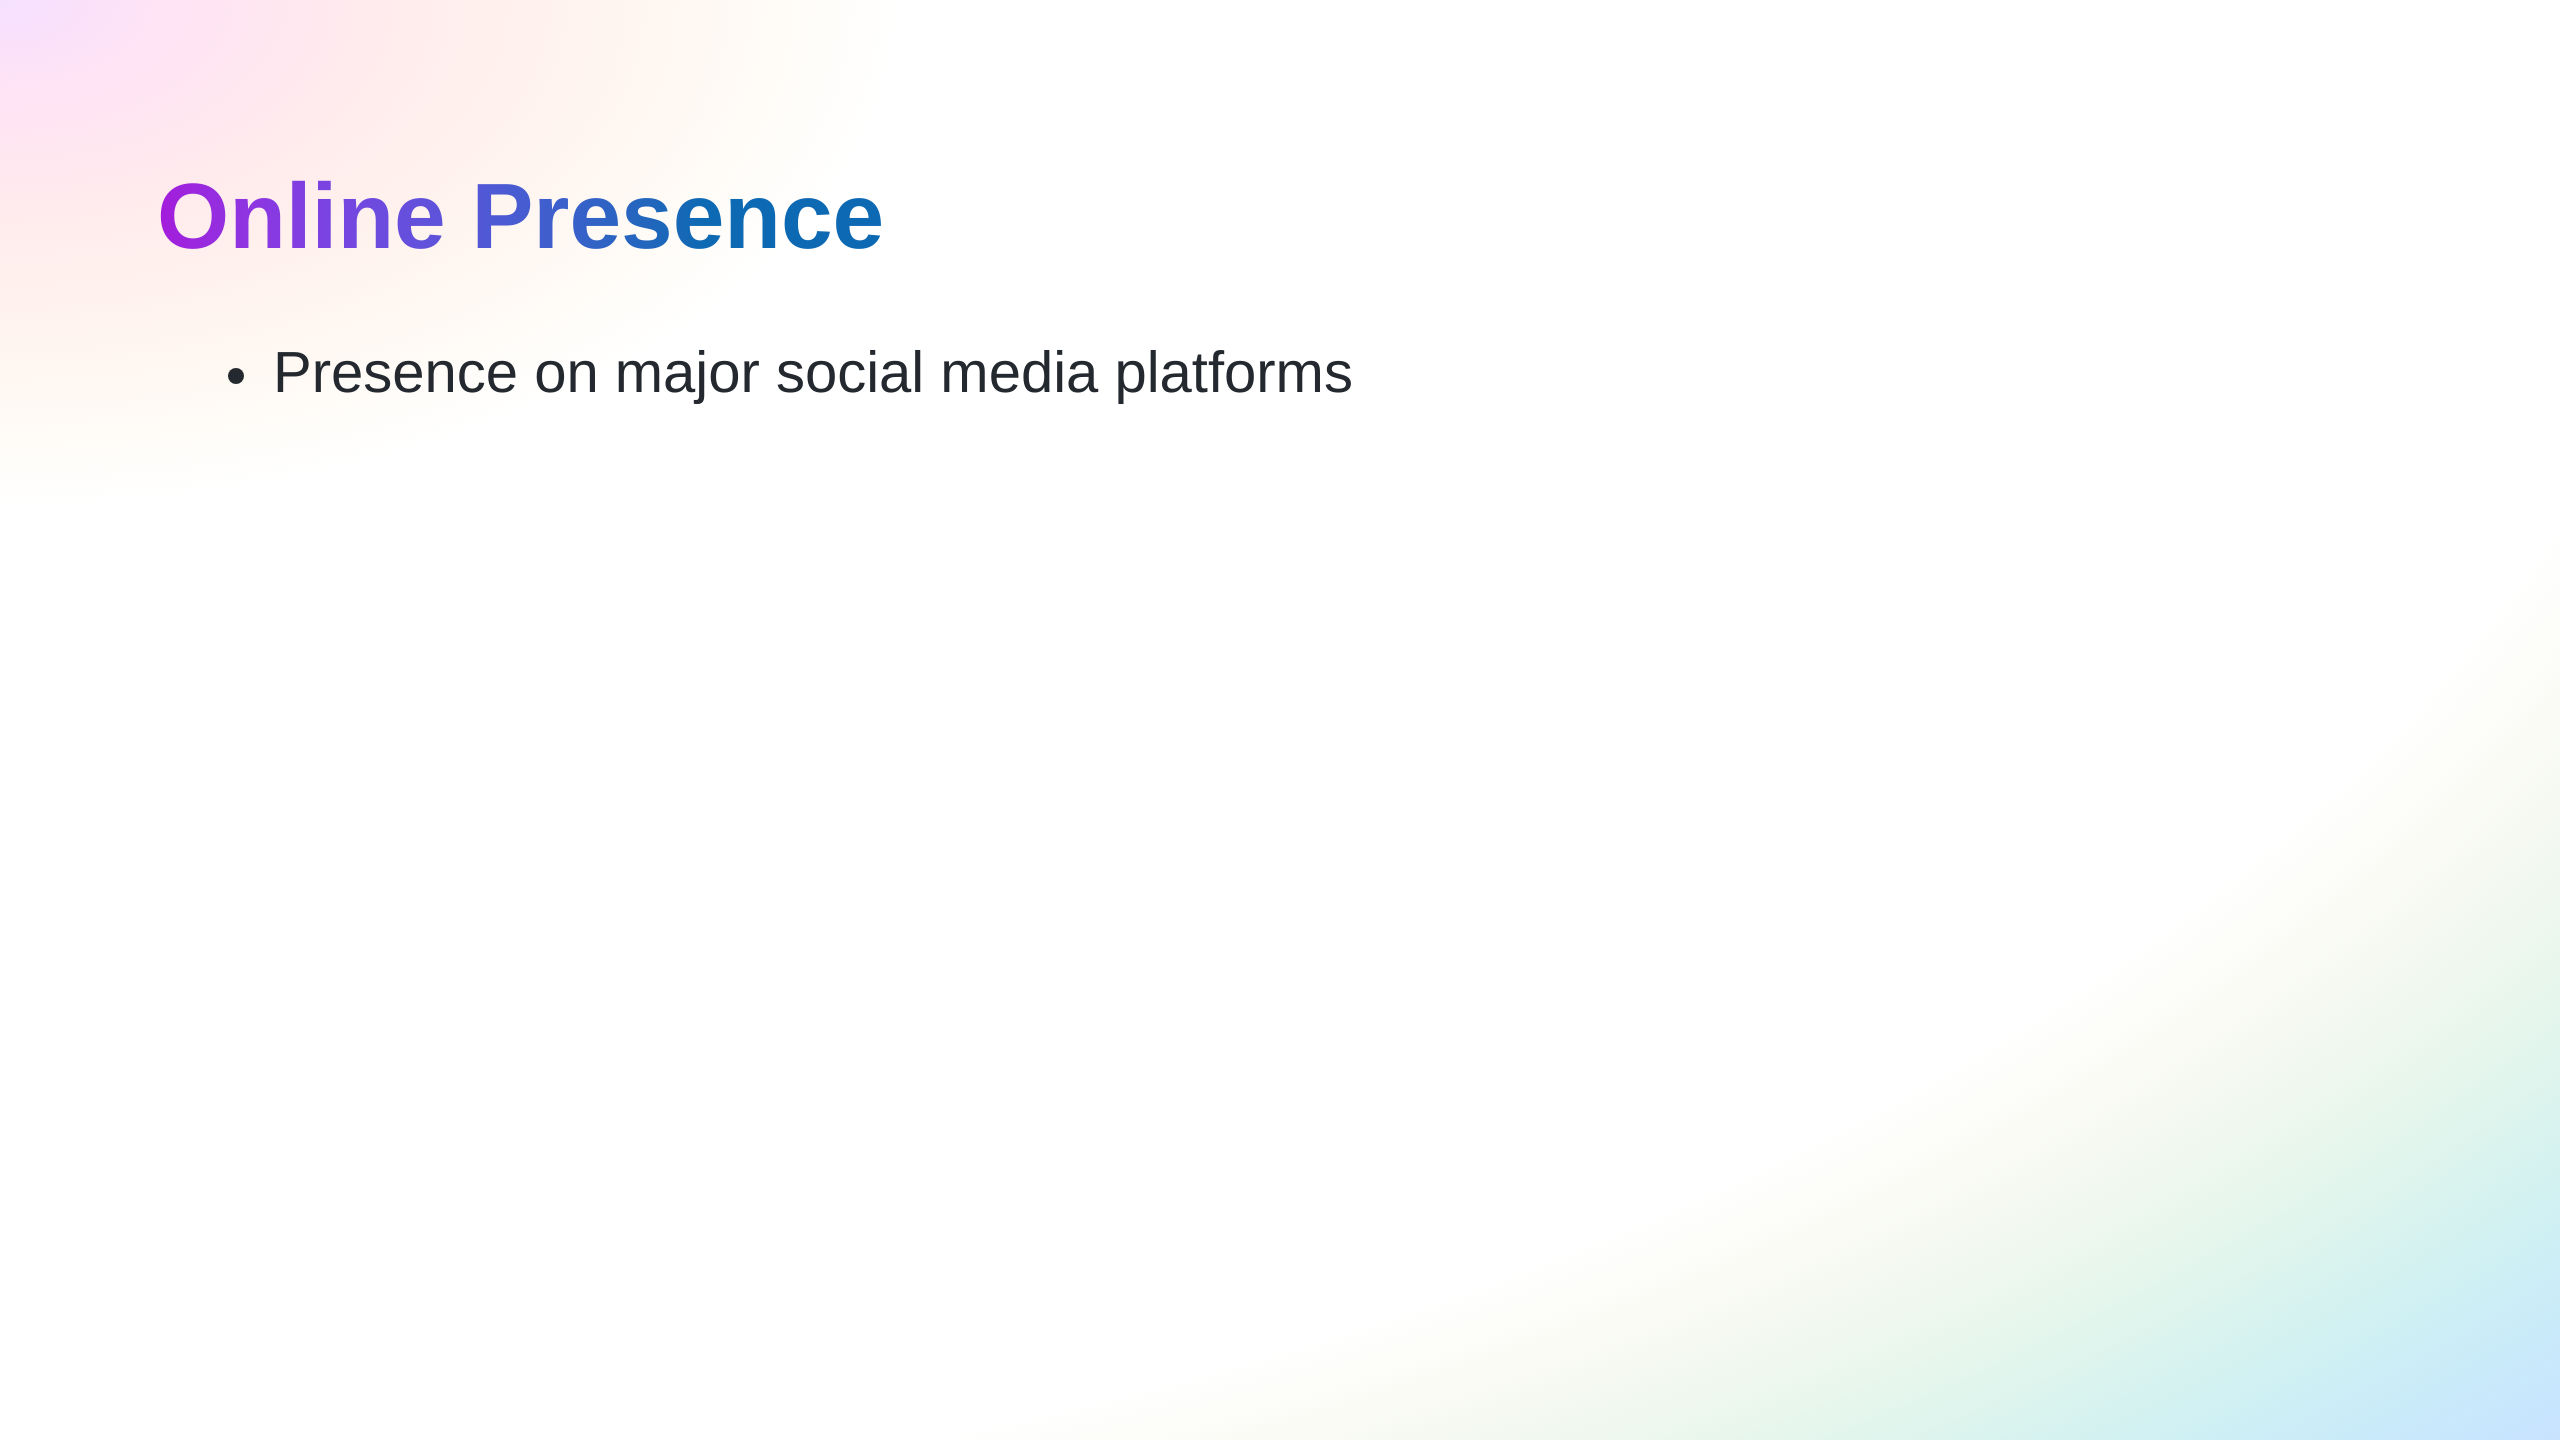 Online Presence
• Presence on major social media platforms